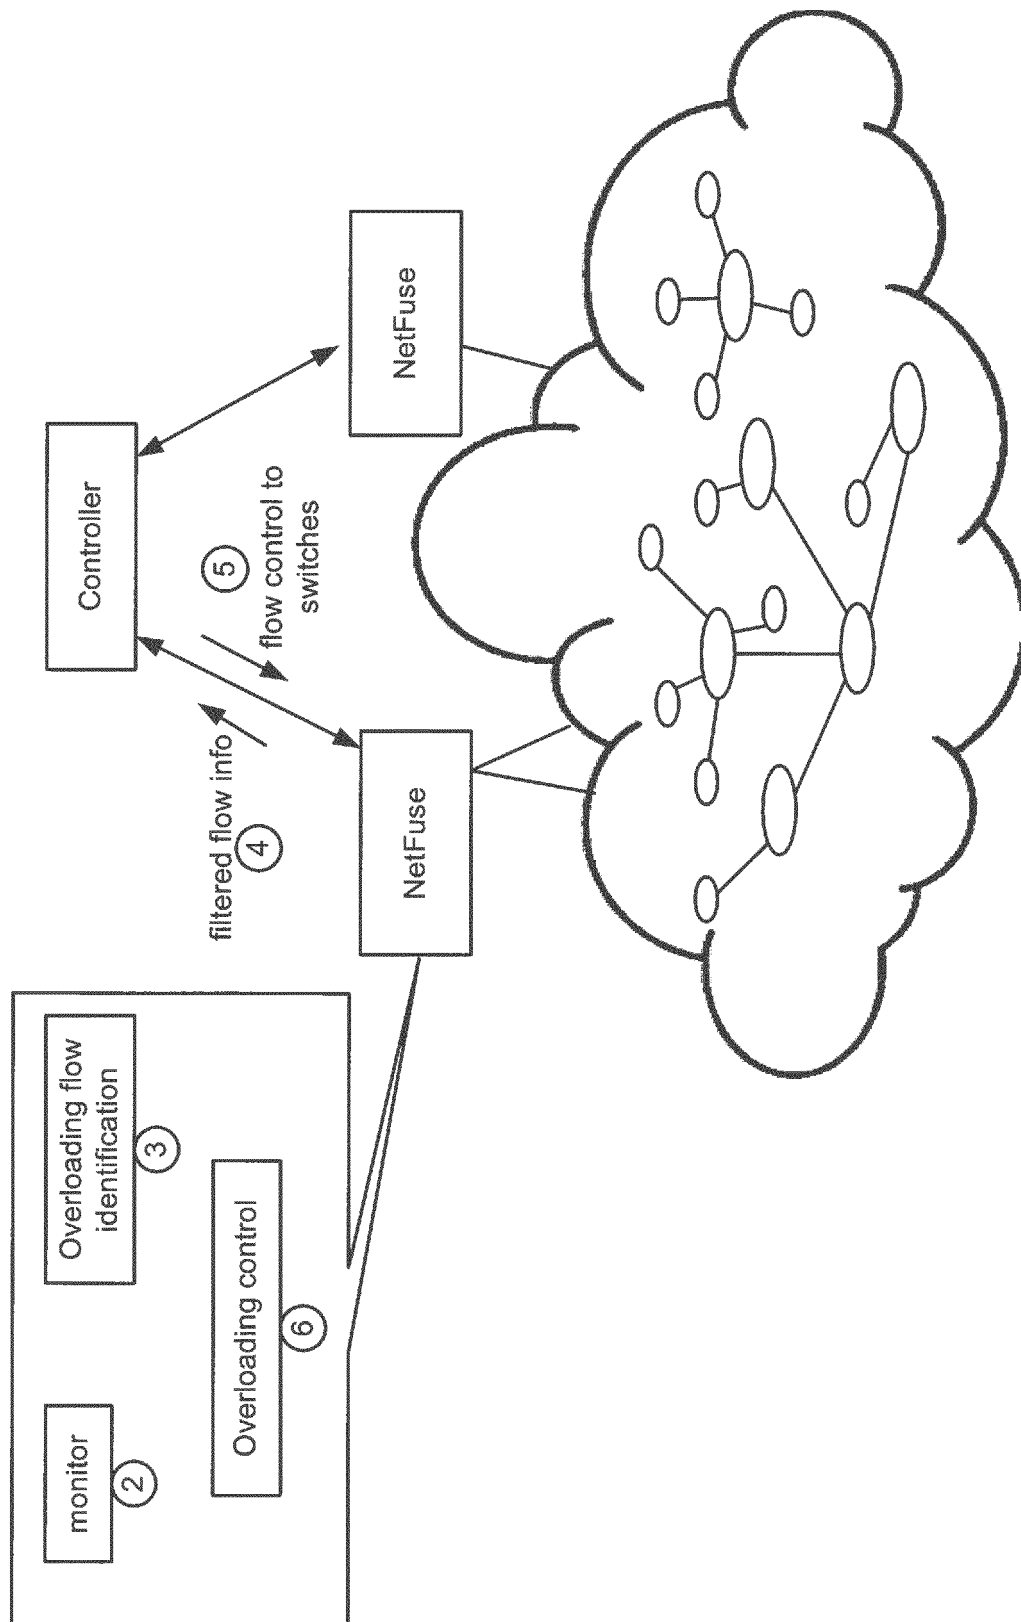 monitor
2
Overloading flow
identification
3
Overloading control
6
Controller
filtered flow info
4
5
flow control to
switches
NetFuse
NetFuse